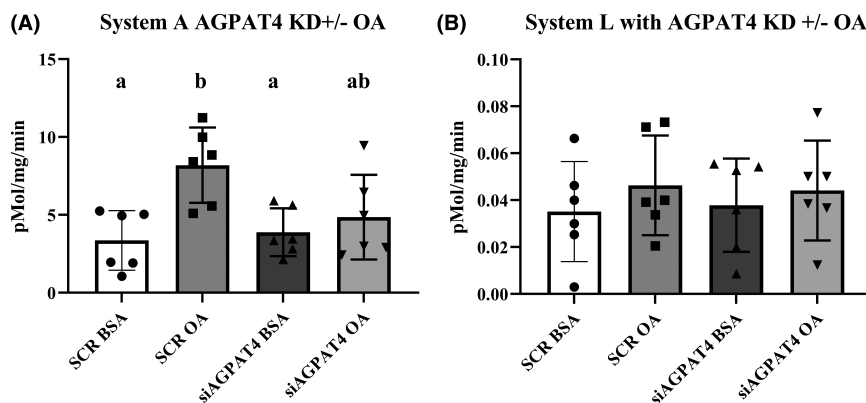 (A) System A AGPAT4 KD+/- OA
15
10
5
0
pMol/mg/min
a b a ab
SCR BSA
SCR OA
siAGPAT4 BSA
siAGPAT4 OA
(B) System L with AGPAT4 KD +/- OA
0.10
0.08
0.06
0.04
0.02
0.00
pMol/mg/min
SCR BSA
SCR OA
siAGPAT4 BSA
siAGPAT4 OA